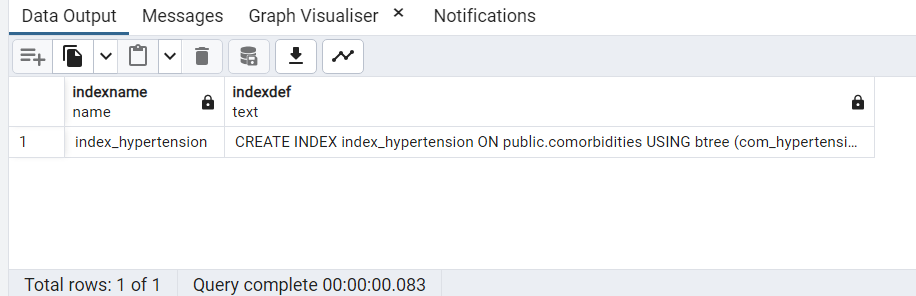 Data Output Messages Graph Visualiser × Notifications
indexname indexdef
name text
1 index_hypertension CREATE INDEX index_hypertension ON public.comorbidities USING btree (com_hypertensi...
Total rows: 1 of 1 Query complete 00:00:00.083